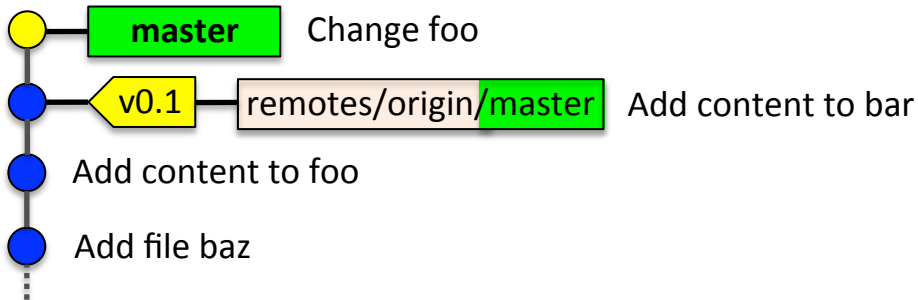 master Change foo
v0.1 remotes/origin/master Add content to bar
Add content to foo
Add file baz